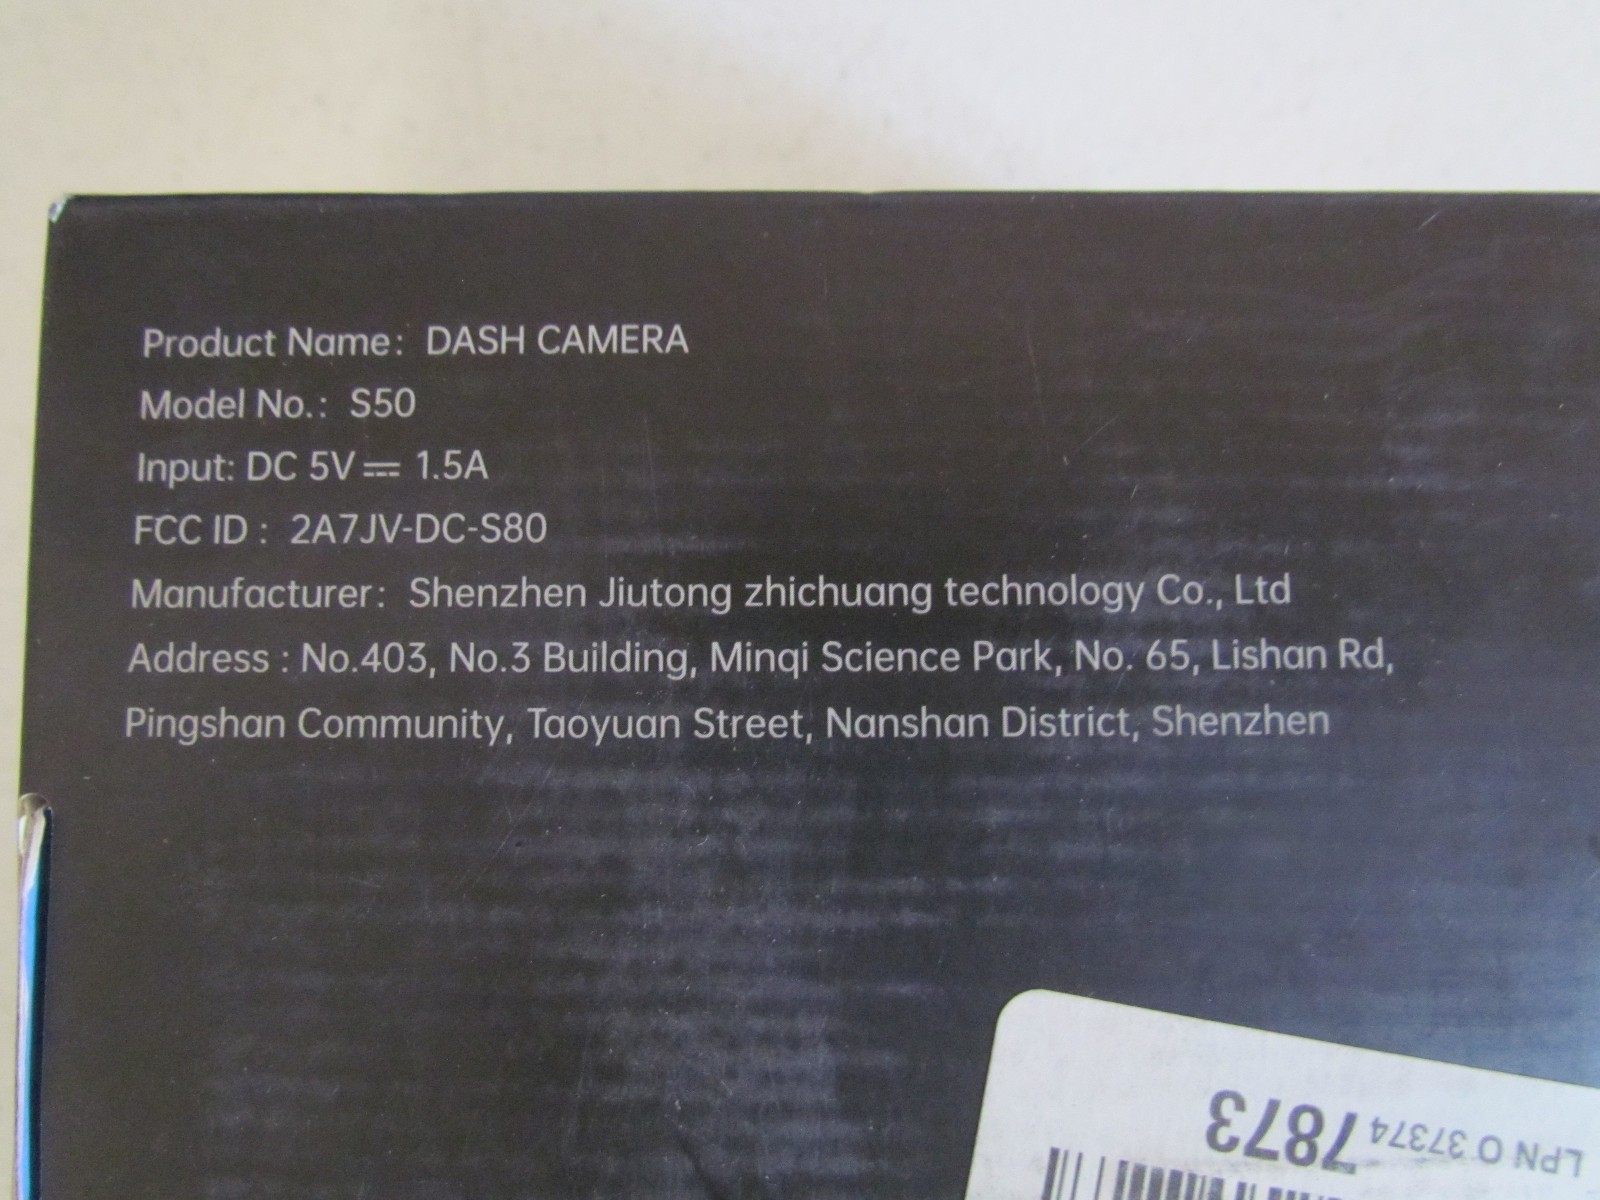 Product Name: DASH CAMERA
Model No.: S50
Input: DC 5V⎓ 1.5A
FCC ID : 2A7JV-DC-S80
Manufacturer: Shenzhen Jiutong zhichuang technology Co., Ltd
Address : No.403, No.3 Building, Minqi Science Park, No. 65, Lishan Rd,
Pingshan Community, Taoyuan Street, Nanshan District, Shenzhen
LPN O 37374 7873